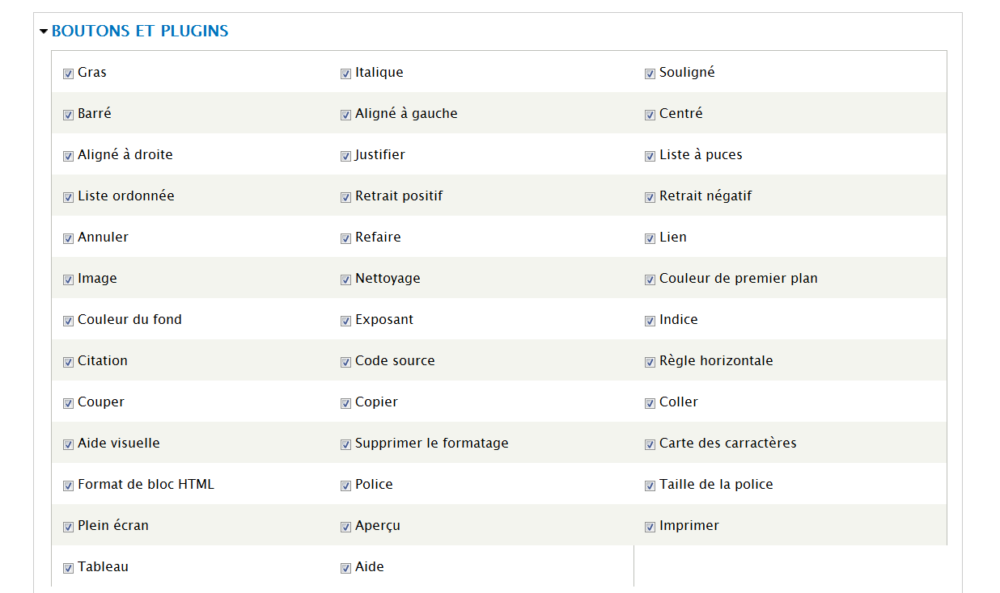 BOUTONS ET PLUGINS
Gras Italique Souligné
Barré Aligné à gauche Centré
Aligné à droite Justifier Liste à puces
Liste ordonnée Retrait positif Retrait négatif
Annuler Refaire Lien
Image Nettoyage Couleur de premier plan
Couleur du fond Exposant Indice
Citation Code source Règle horizontale
Couper Copier Coller
Aide visuelle Supprimer le formatage Carte des carractères
Format de bloc HTML Police Taille de la police
Plein écran Aperçu Imprimer
Tableau Aide